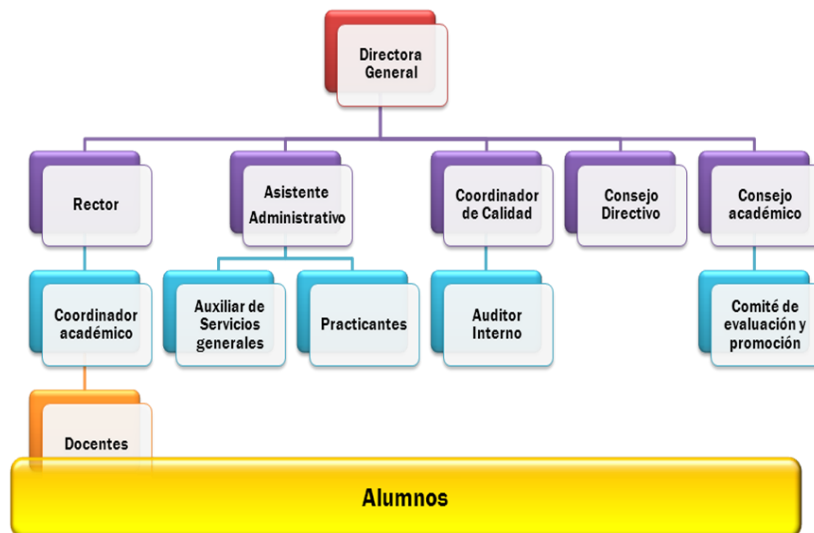 Directora
General
Rector
Asistente
Administrativo
Coordinador
de Calidad
Consejo
Directivo
Consejo
académico
Coordinador
académico
Auxiliar de
Servicios
generales
Practicantes
Auditor
Interno
Comité de
evaluación y
promoción
Docentes
Alumnos